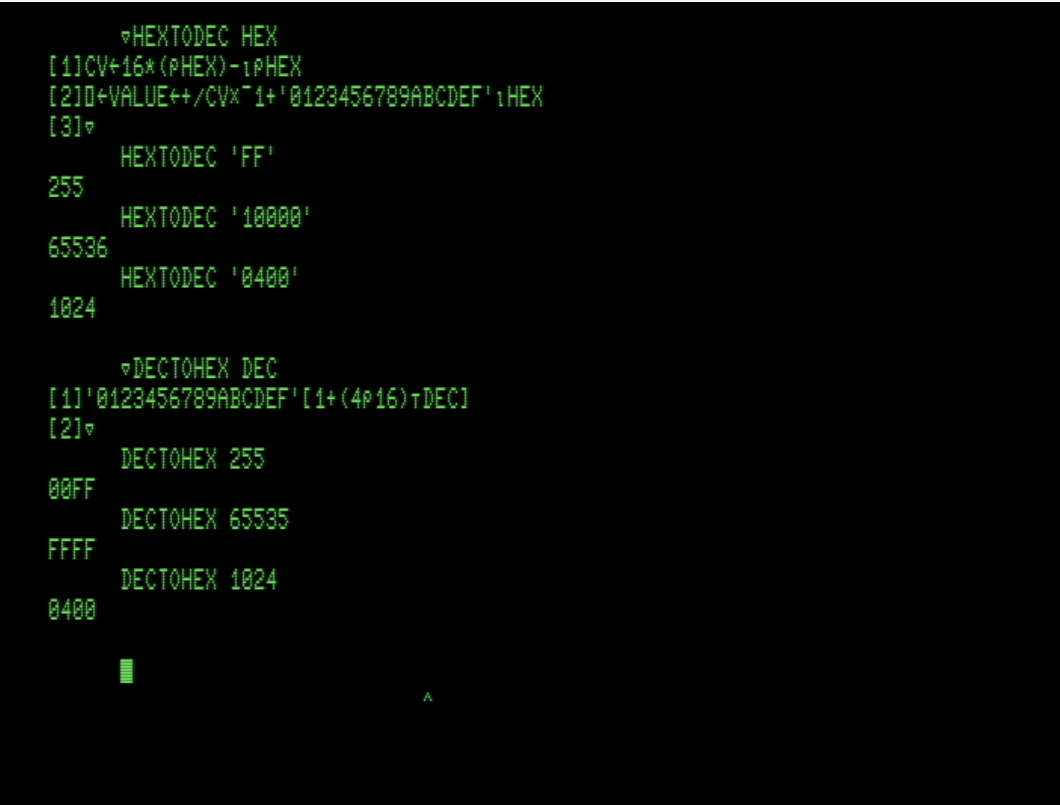 ∇HEXTODEC HEX
[1]CV←16*(⍴HEX)-⍳⍴HEX
[2]⎕←VALUE←+/CV×¯1+'0123456789ABCDEF'⍳HEX
[3]∇
HEXTODEC 'FF'
255
HEXTODEC '10000'
65536
HEXTODEC '0400'
1024
∇DECTOHEX DEC
[1]'0123456789ABCDEF'[1+(4⍴16)⊤DEC]
[2]∇
DECTOHEX 255
00FF
DECTOHEX 65535
FFFF
DECTOHEX 1024
0400
^